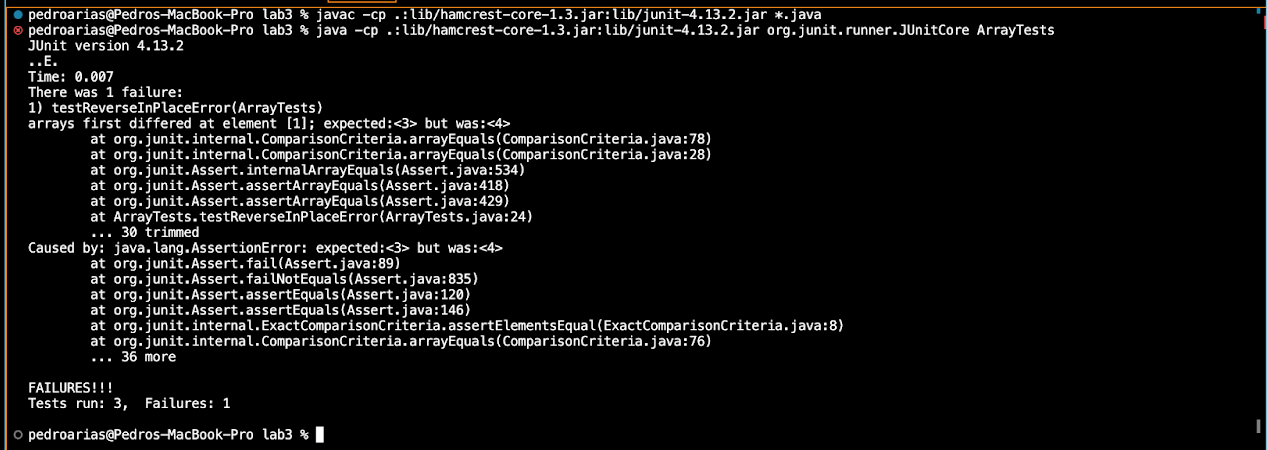 pedroarias@Pedros-MacBook-Pro lab3 % javac -cp .:lib/hamcrest-core-1.3.jar:lib/junit-4.13.2.jar *.java
pedroarias@Pedros-MacBook-Pro lab3 % java -cp .:lib/hamcrest-core-1.3.jar:lib/junit-4.13.2.jar org.junit.runner.JUnitCore ArrayTests
JUnit version 4.13.2
..E.
Time: 0.007
There was 1 failure:
1) testReverseInPlaceError(ArrayTests)
arrays first differed at element [1]; expected:<3> but was:<4>
        at org.junit.internal.ComparisonCriteria.arrayEquals(ComparisonCriteria.java:78)
        at org.junit.internal.ComparisonCriteria.arrayEquals(ComparisonCriteria.java:28)
        at org.junit.Assert.internalArrayEquals(Assert.java:534)
        at org.junit.Assert.assertArrayEquals(Assert.java:418)
        at org.junit.Assert.assertArrayEquals(Assert.java:429)
        at ArrayTests.testReverseInPlaceError(ArrayTests.java:24)
        ... 30 trimmed
Caused by: java.lang.AssertionError: expected:<3> but was:<4>
        at org.junit.Assert.fail(Assert.java:89)
        at org.junit.Assert.failNotEquals(Assert.java:835)
        at org.junit.Assert.assertEquals(Assert.java:120)
        at org.junit.Assert.assertEquals(Assert.java:146)
        at org.junit.internal.ExactComparisonCriteria.assertElementsEqual(ExactComparisonCriteria.java:8)
        at org.junit.internal.ComparisonCriteria.arrayEquals(ComparisonCriteria.java:76)
        ... 36 more
FAILURES!!!
Tests run: 3,  Failures: 1
pedroarias@Pedros-MacBook-Pro lab3 %